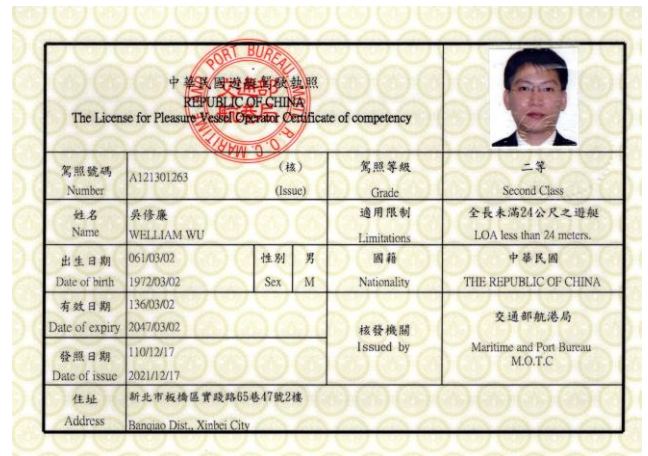 中華民國遊艇駕駛執照
REPUBLIC OF CHINA
The License for Pleasure Vessel Operator Certificate of competency
MARITIME AND PORT BUREAU M.O.T.C. R.O.C.
駕照號碼 (核) 駕照等級 二等
Number A121301263 (Issue) Grade Second Class
姓名 吳修廉 適用限制 全長未滿24公尺之遊艇
Name WELLIAM WU Limitations LOA less than 24 meters.
出生日期 061/03/02 性別 男 國籍 中華民國
Date of birth 1972/03/02 Sex M Nationality THE REPUBLIC OF CHINA
有效日期 136/03/02
Date of expiry 2047/03/02
核發機關 交通部航港局
Issued by Maritime and Port Bureau
M.O.T.C
發照日期 110/12/17
Date of issue 2021/12/17
住址 新北市板橋區實踐路65巷47號2樓
Address Banqiao Dist., Xinbei City